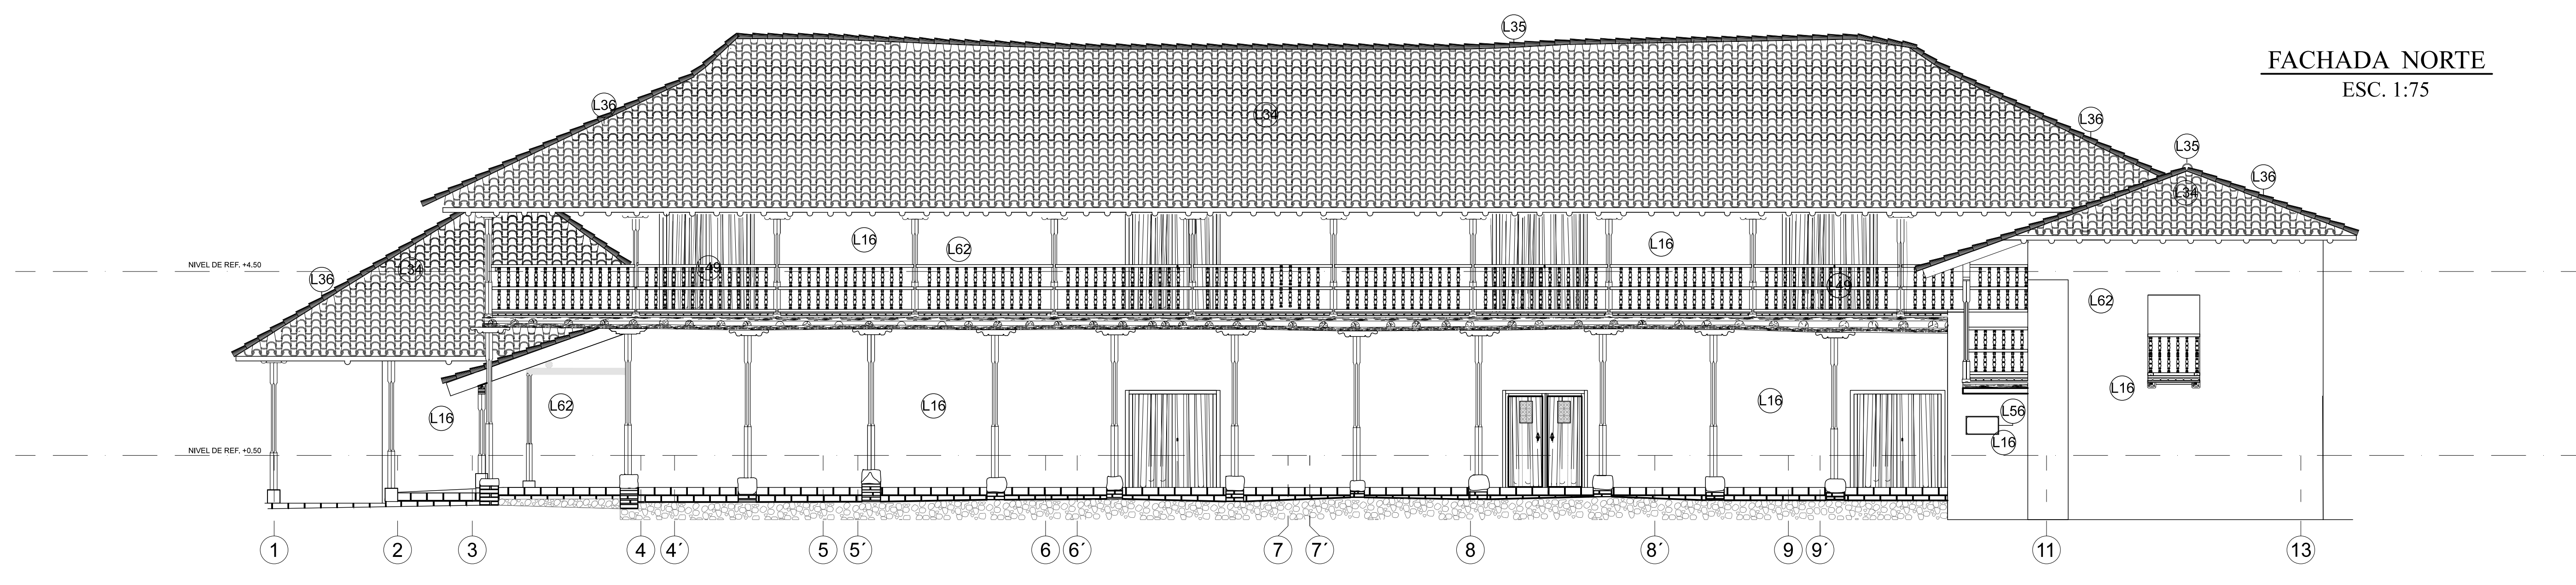 L35
FACHADA NORTE
ESC. 1:75
L36
L34
L36
L35
L36
L34
L16
L62
L16
NIVEL DE REF. +4.50
L34
L49
L36
L49
L62
L16
L16
L62
L16
L16
L56
L16
NIVEL DE REF, +0.50
1
2
3
4
4´
5
5´
6
6´
7
7´
8
8´
9
9´
11
13